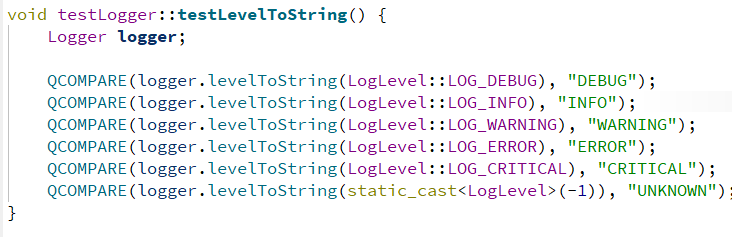 void testLogger::testLevelToString() {
    Logger logger;

    QCOMPARE(logger.levelToString(LogLevel::LOG_DEBUG), "DEBUG");
    QCOMPARE(logger.levelToString(LogLevel::LOG_INFO), "INFO");
    QCOMPARE(logger.levelToString(LogLevel::LOG_WARNING), "WARNING");
    QCOMPARE(logger.levelToString(LogLevel::LOG_ERROR), "ERROR");
    QCOMPARE(logger.levelToString(LogLevel::LOG_CRITICAL), "CRITICAL");
    QCOMPARE(logger.levelToString(static_cast<LogLevel>(-1)), "UNKNOWN");
}